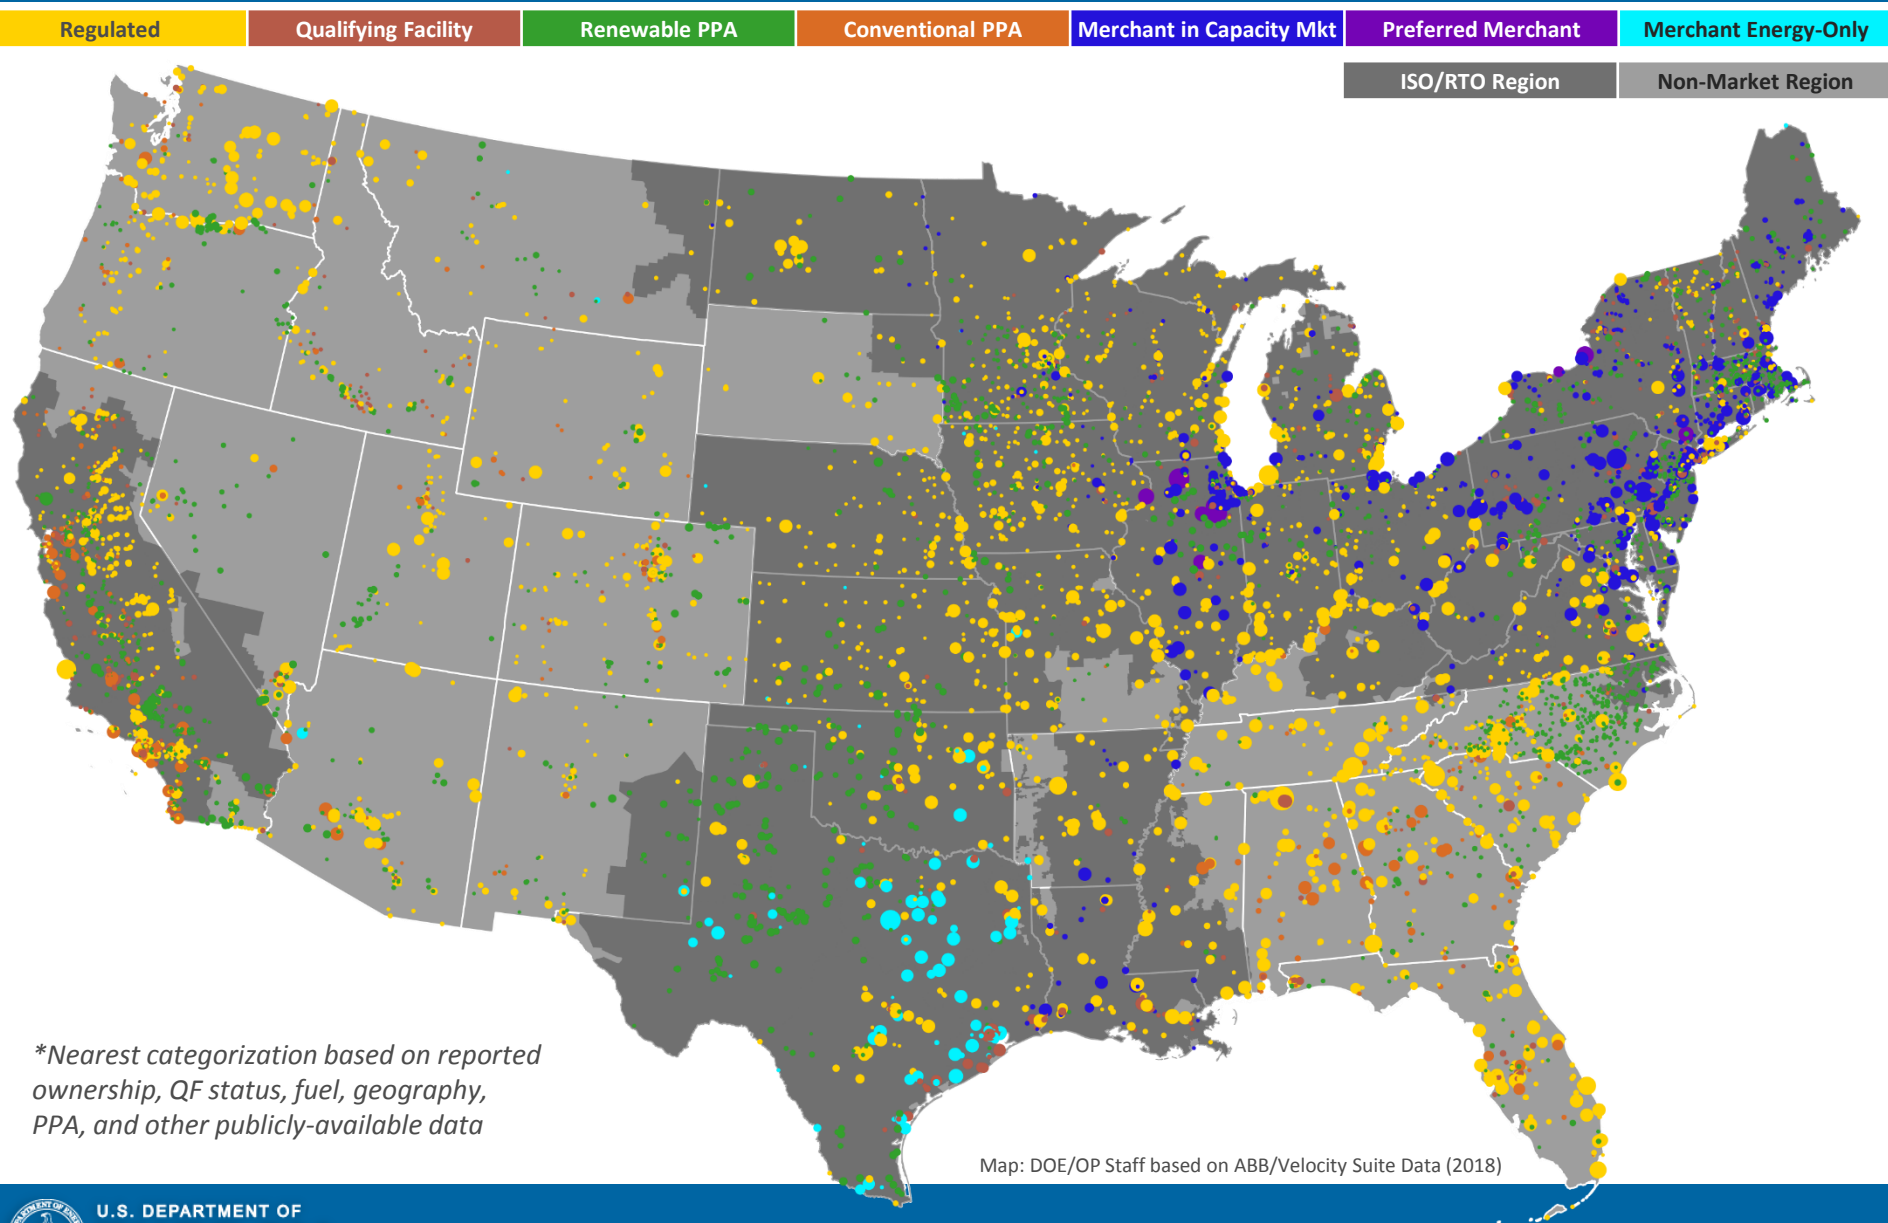 Regulated
Qualifying Facility
Renewable PPA
Conventional PPA
Merchant in Capacity Mkt
Preferred Merchant
Merchant Energy-Only
ISO/RTO Region
Non-Market Region
*Nearest categorization based on reported
ownership, QF status, fuel, geography,
PPA, and other publicly-available data
Map: DOE/OP Staff based on ABB/Velocity Suite Data (2018)
U.S. DEPARTMENT OF